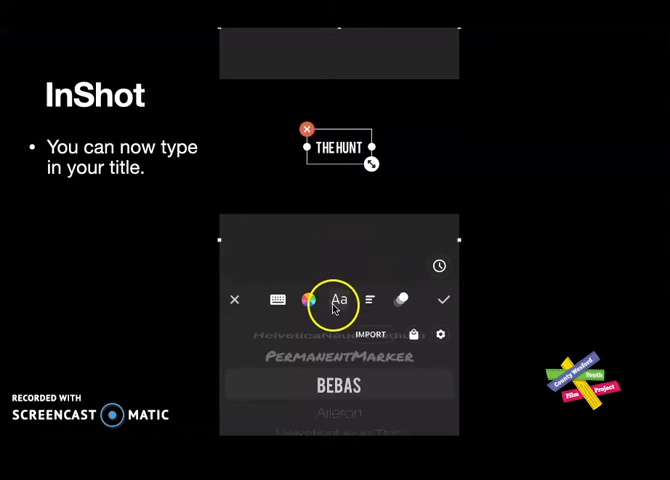 InShot
• You can now type
in your title.
THE HUNT
Aa
IMPORT
PERMANENTMARKER
BEBAS
Aileron
RECORDED WITH
SCREENCAST MATIC
County Wexford
Youth
Film Project